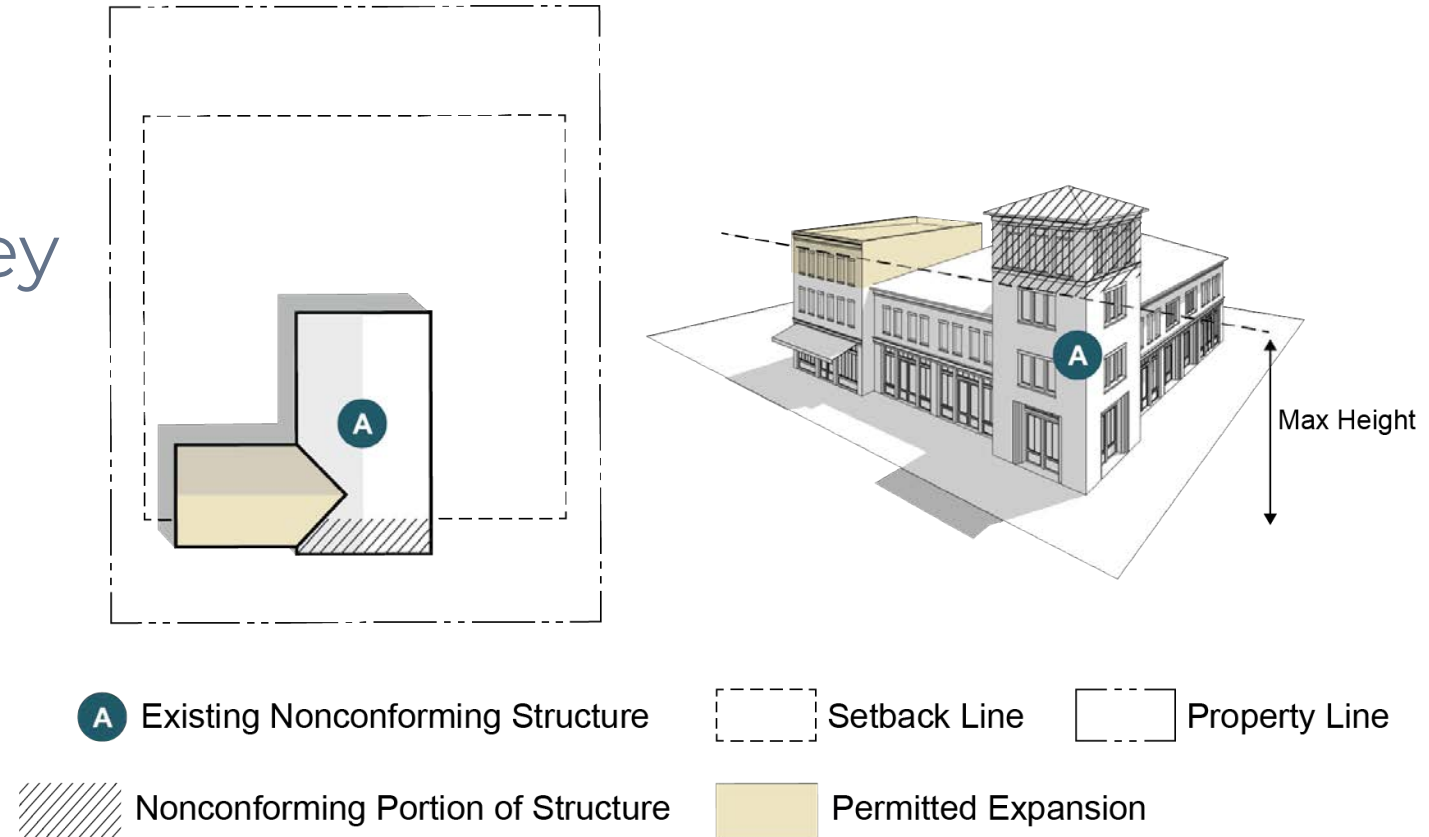 ey
A
A
Max Height
A Existing Nonconforming Structure
Setback Line
Property Line
Nonconforming Portion of Structure
Permitted Expansion